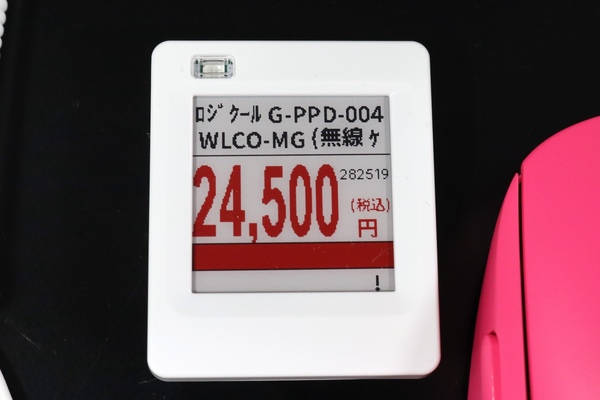 ﾛｼﾞｸｰﾙ G-PPD-004
WLCO-MG (無線ｹ
282519
24,500
(税込)
円
!